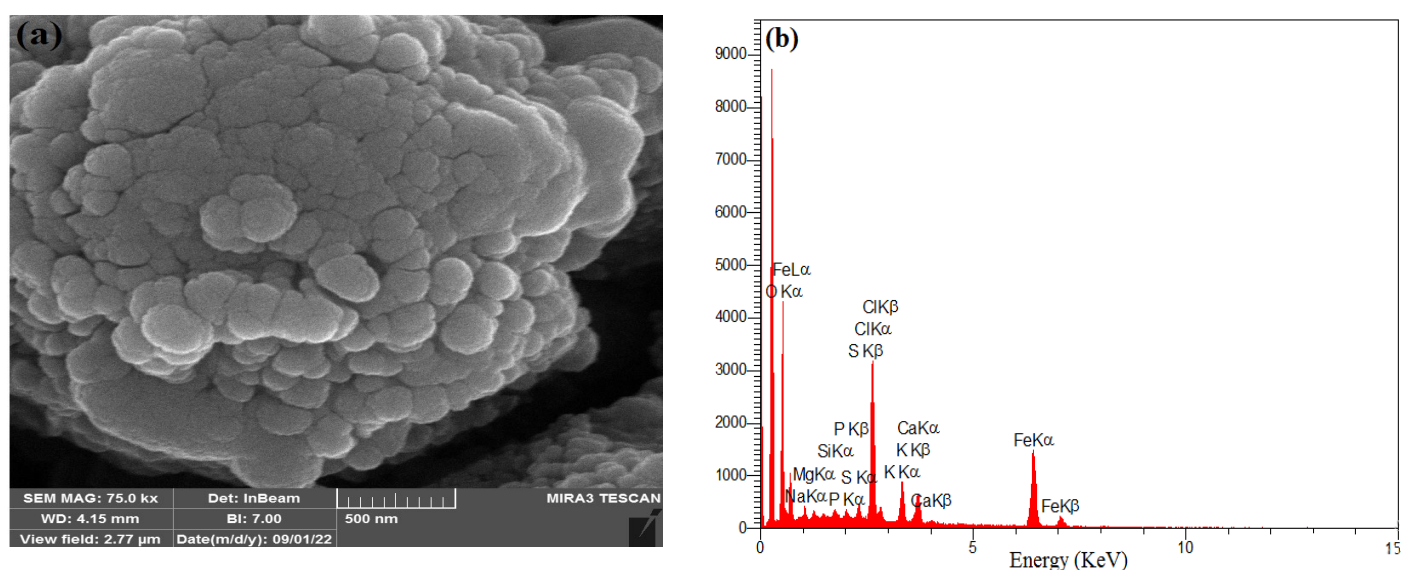 (a)
SEM MAG: 75.0 kx
Det: InBeam
MIRA3 TESCAN
WD: 4.15 mm
BI: 7.00
500 nm
View field: 2.77 µm
Date(m/d/y): 09/01/22
(b)
9000
8000
7000
6000
5000
4000
3000
2000
1000
0
FeLα
O Kα
ClKβ
ClKα
S Kβ
P Kβ
CaKα
SiKα
K Kβ
MgKα
S Kα
K Kα
NaKα
P Kα
CaKβ
FeKα
FeKβ
0
5
10
15
Energy (KeV)